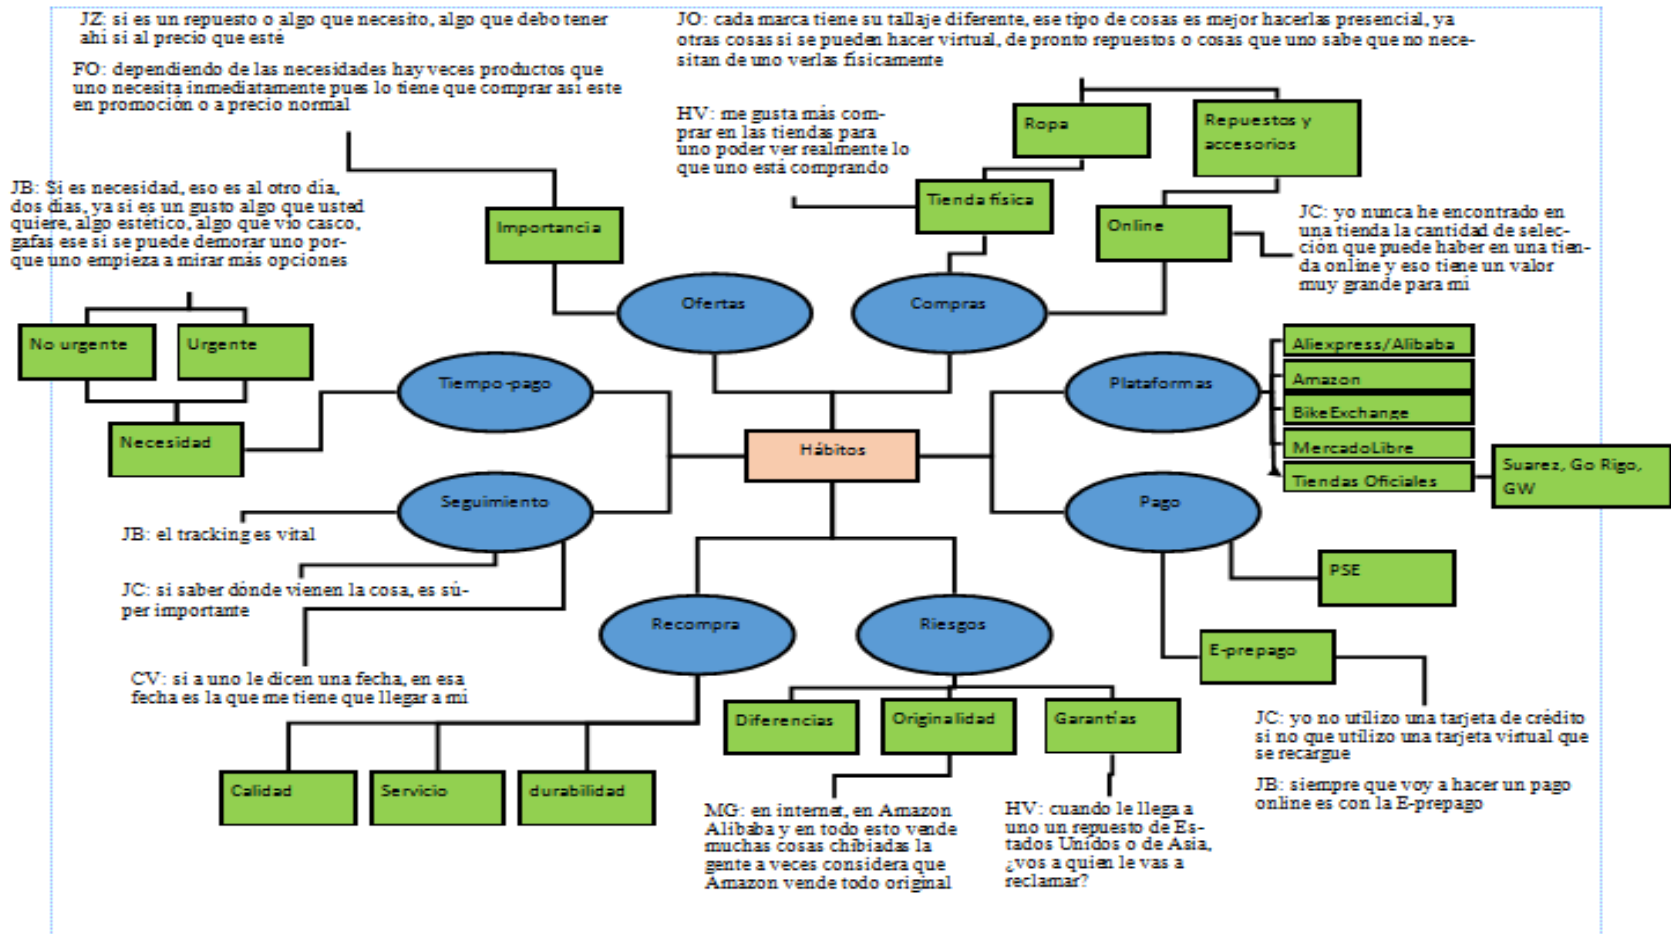 JZ: si es un repuesto o algo que necesito, algo que debo tener
ahi si al precio que esté
FO: dependiendo de las necesidades hay veces productos que
uno necesita inmediatamente pues lo tiene que comprar asi este
en promoción o a precio normal
JO: cada marca tiene su tallaje diferente, ese tipo de cosas es mejor hacerlas presencial, ya
otras cosas si se pueden hacer virtual, de pronto repuestos o cosas que uno sabe que no nece-
sitan de uno verlas físicamente
HV: me gusta más com-
prar en las tiendas para
uno poder ver realmente lo
que uno está comprando
Ropa
Repuestos y
accesorios
JB: Si es necesidad, eso es al otro día,
dos días, ya si es un gusto algo que usted
quiere, algo estético, algo que vio casco,
gafas ese si se puede demorar uno por-
que uno empieza a mirar más opciones
Importancia
Tienda física
Online
JC: yo nunca he encontrado en
una tienda la cantidad de selec-
ción que puede haber en una tien-
da online y eso tiene un valor
muy grande para mi
Ofertas
Compras
No urgente
Urgente
Tiempo-pago
Plataformas
Aliexpress/Alibaba
Amazon
BikeExchange
MercadoLibre
Tiendas Oficiales
Suarez, Go Rigo,
GW
Necesidad
Hábitos
Seguimiento
Pago
JB: el tracking es vital
JC: si saber dónde vienen la cosa, es sú-
per importante
PSE
Recompra
Riesgos
E-prepago
CV: si a uno le dicen una fecha, en esa
fecha es la que me tiene que llegar a mi
Diferencias
Originalidad
Garantías
JC: yo no utilizo una tarjeta de crédito
si no que utilizo una tarjeta virtual que
se recargue
JB: siempre que voy a hacer un pago
online es con la E-prepago
Calidad
Servicio
durabilidad
MG: en internet, en Amazon
Alibaba y en todo esto vende
muchas cosas chibiadas la
gente a veces considera que
Amazon vende todo original
HV: cuando le llega a
uno un repuesto de Es-
tados Unidos o de Asia,
¿vos a quien le vas a
reclamar?